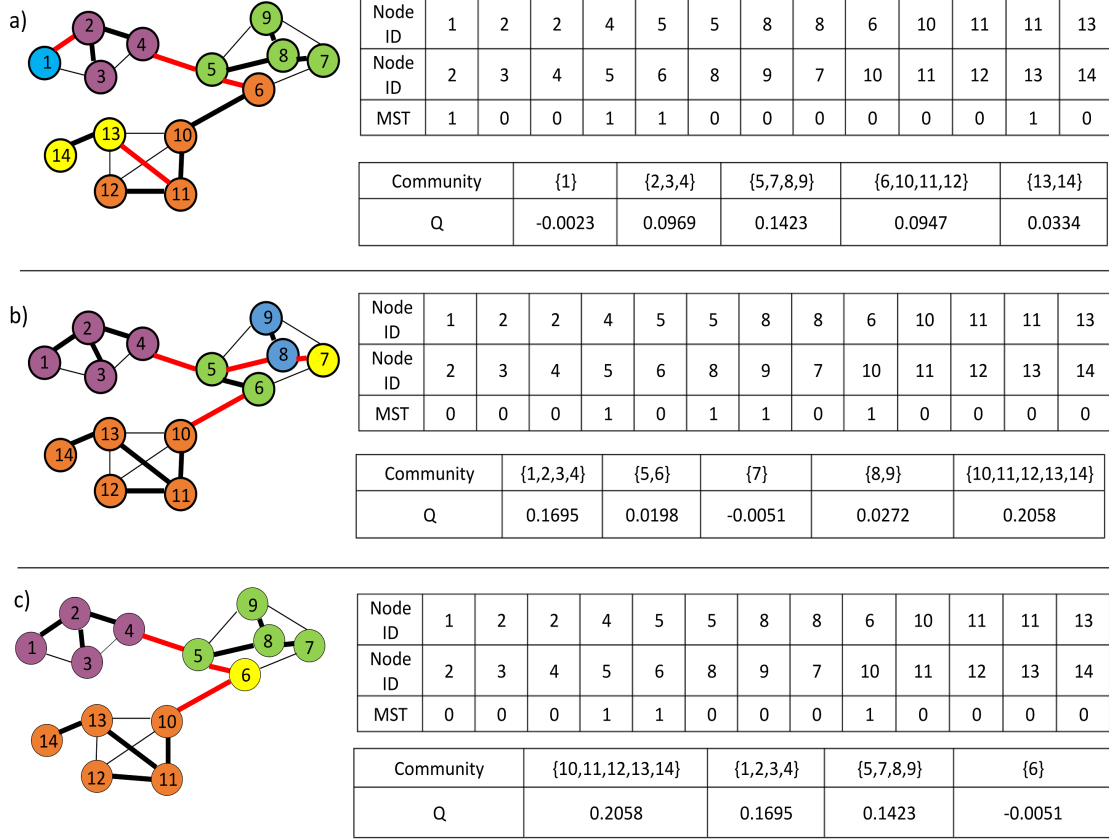 a)
2
4
1
3
9
8
7
5
6
13
10
14
12
11
Node ID 1 2 2 4 5 5 8 8 6 10 11 11 13
Node ID 2 3 4 5 6 8 9 7 10 11 12 13 14
MST 1 0 0 1 1 0 0 0 0 0 0 1 0
Community {1} {2,3,4} {5,7,8,9} {6,10,11,12} {13,14}
Q -0.0023 0.0969 0.1423 0.0947 0.0334
b)
2
4
1
3
9
8
7
5
6
13
10
14
12
11
Node ID 1 2 2 4 5 5 8 8 6 10 11 11 13
Node ID 2 3 4 5 6 8 9 7 10 11 12 13 14
MST 0 0 0 1 0 1 1 0 1 0 0 0 0
Community {1,2,3,4} {5,6} {7} {8,9} {10,11,12,13,14}
Q 0.1695 0.0198 -0.0051 0.0272 0.2058
c)
2
4
1
3
9
8
7
5
6
13
10
14
12
11
Node ID 1 2 2 4 5 5 8 8 6 10 11 11 13
Node ID 2 3 4 5 6 8 9 7 10 11 12 13 14
MST 0 0 0 1 1 0 0 0 1 0 0 0 0
Community {10,11,12,13,14} {1,2,3,4} {5,7,8,9} {6}
Q 0.2058 0.1695 0.1423 -0.0051